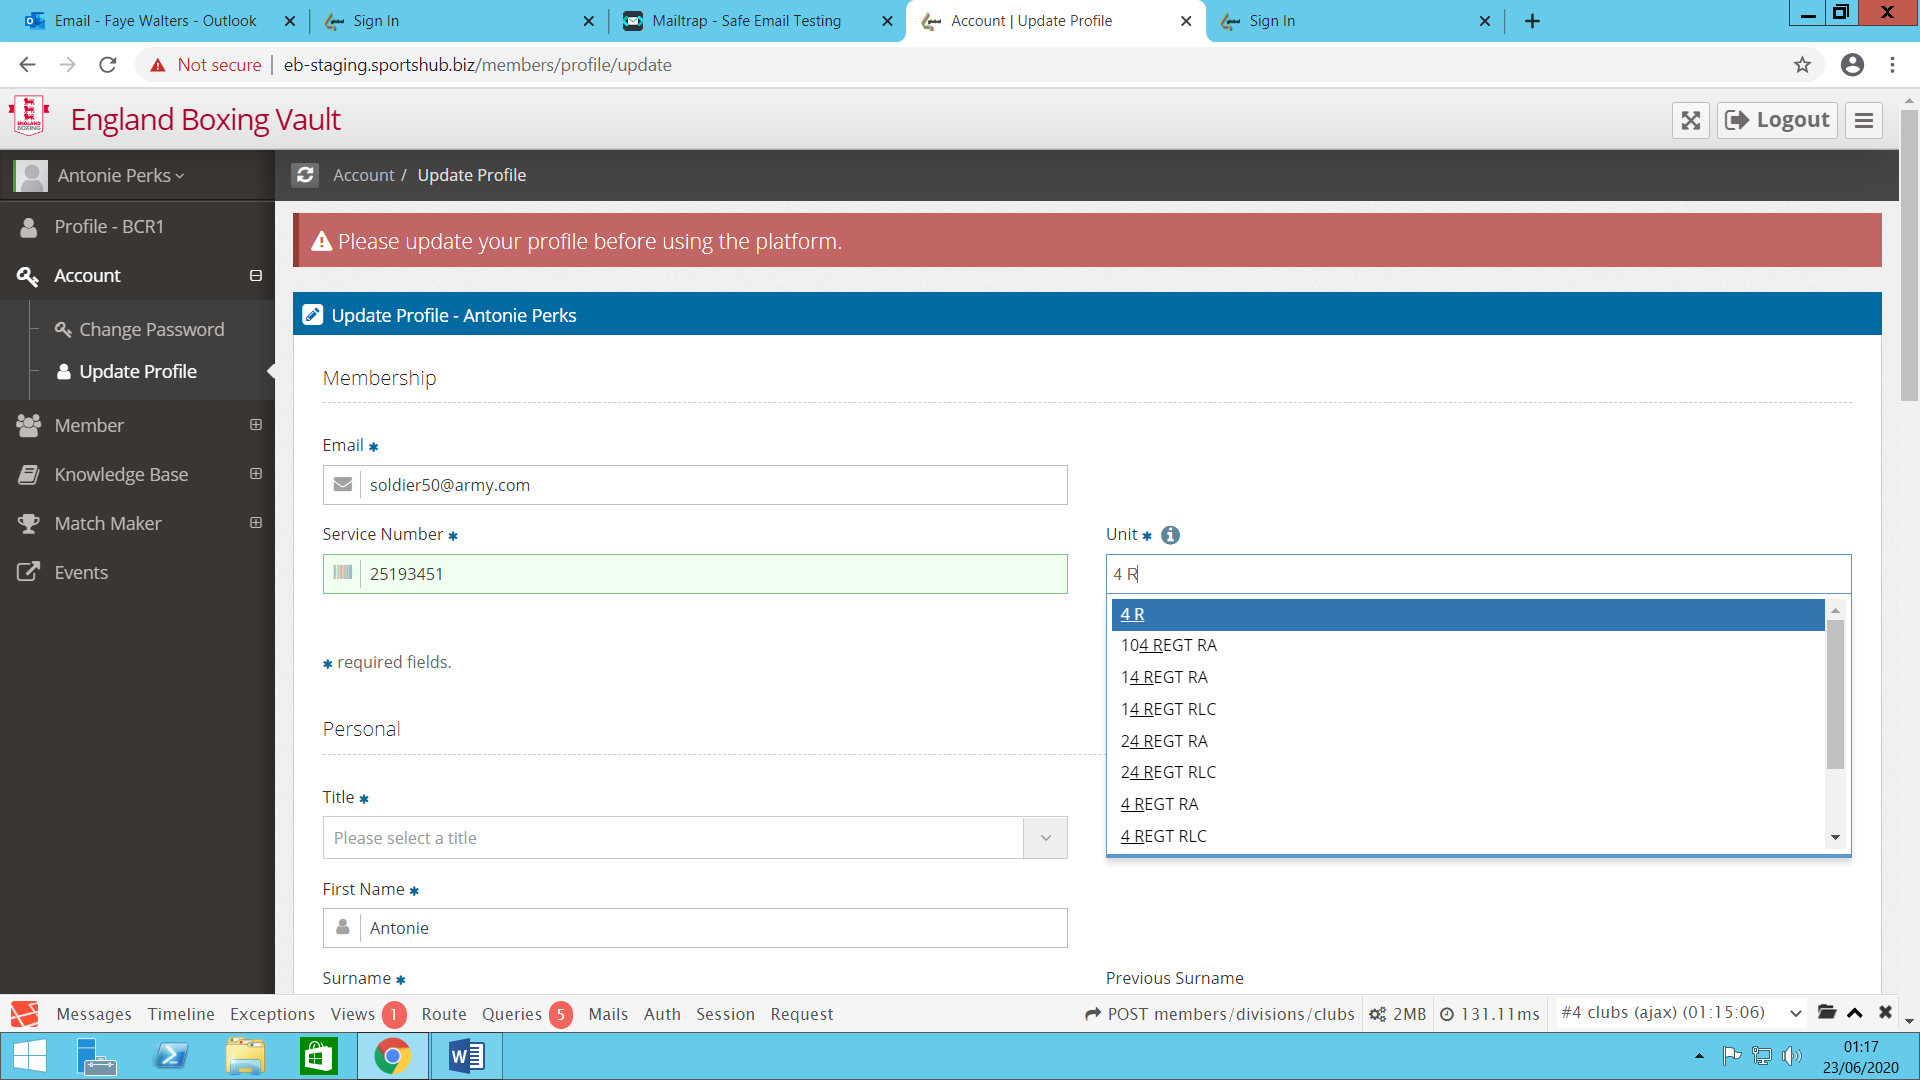 Email - Faye Walters - Outlook
Sign In
Mailtrap - Safe Email Testing
Account | Update Profile
Sign In
Not secure
eb-staging.sportshub.biz/members/profile/update
ENGLAND
BOXING
England Boxing Vault
Logout
Antonie Perks
Account / Update Profile
Profile - BCR1
Account
Change Password
Update Profile
Member
Knowledge Base
Match Maker
Events
Please update your profile before using the platform.
Update Profile - Antonie Perks
Membership
Email *
soldier50@army.com
Service Number *
25193451
Unit *
4 R
4 R
104 REGT RA
14 REGT RA
14 REGT RLC
24 REGT RA
24 REGT RLC
4 REGT RA
4 REGT RLC
* required fields.
Personal
Title *
Please select a title
First Name *
Antonie
Surname *
Previous Surname
Messages Timeline Exceptions Views 1 Route Queries 5 Mails Auth Session Request
POST members/divisions/clubs
2MB
131.11ms
#4 clubs (ajax) (01:15:06)
01:17
23/06/2020